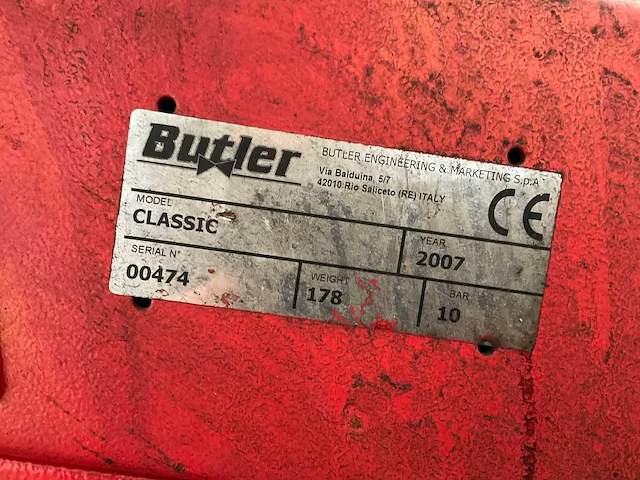 Butler
BUTLER ENGINEERING & MARKETING S.p.A
Via Balduina, 5/7
42010 Rio Saliceto (RE) ITALY
CE
MODEL
CLASSIC
YEAR
2007
SERIAL N°
00474
WEIGHT
178
BAR
10